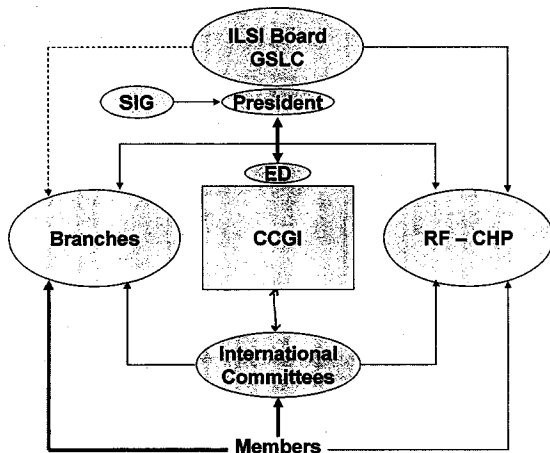 ILSI Board
GSLC
SIG
President
ED
Branches
CCGI
RF – CHP
International
Committees
Members